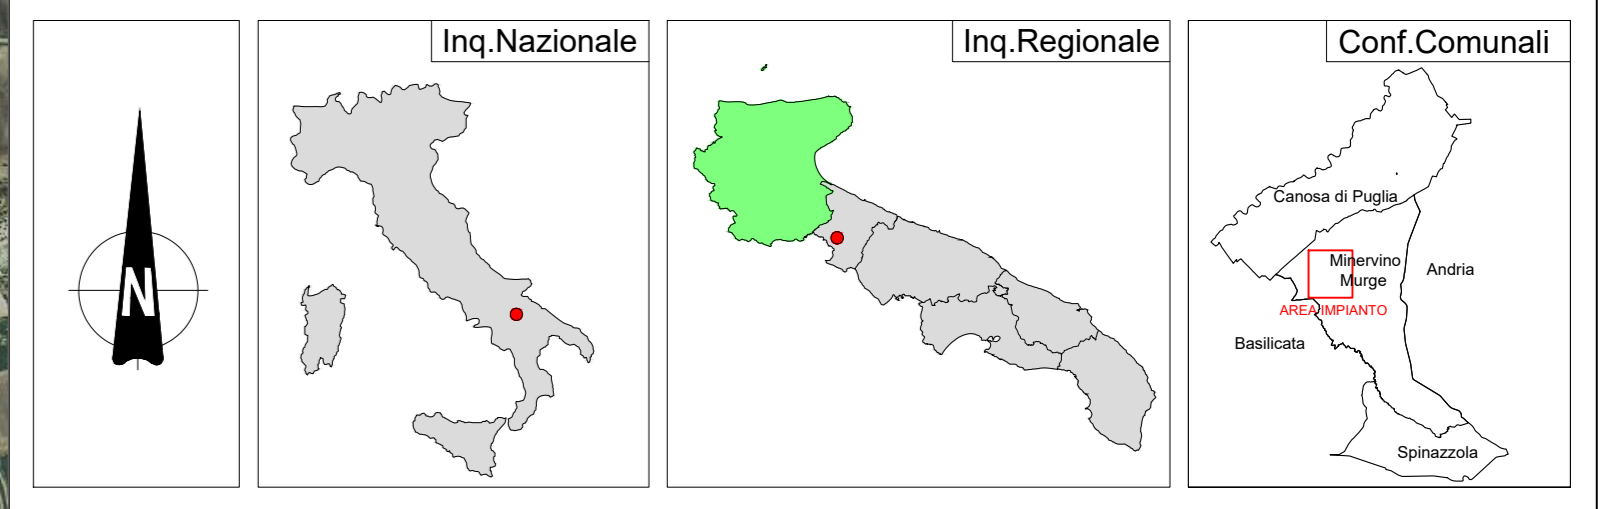 N
Inq.Nazionale
Inq.Regionale
Conf.Comunali
Canosa di Puglia
Minervino
Murge
Andria
AREA IMPIANTO
Basilicata
Spinazzola